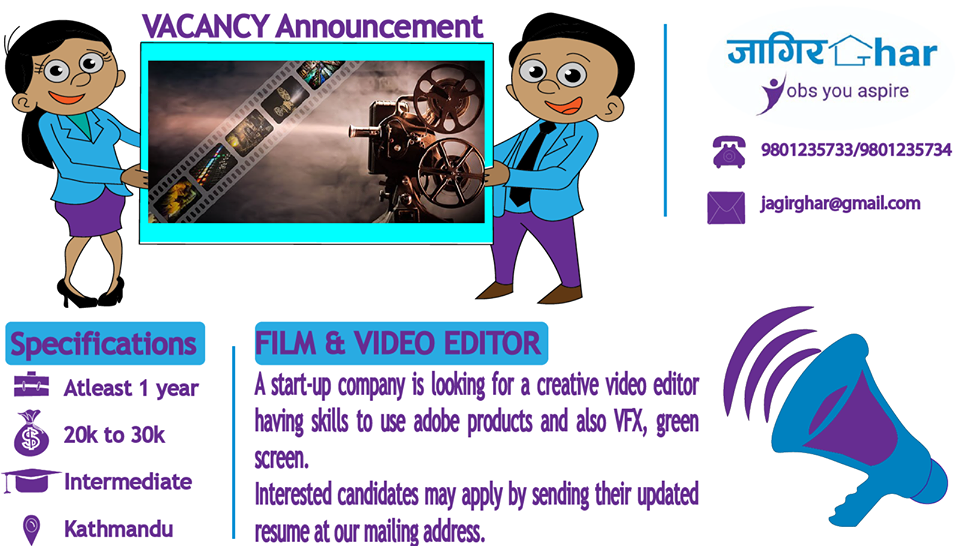 VACANCY Announcement
जागिर har
obs you aspire
9801235733/9801235734
jagirghar@gmail.com
Specifications
Atleast 1 year
20k to 30k
Intermediate
Kathmandu
FILM & VIDEO EDITOR
A start-up company is looking for a creative video editor
having skills to use adobe products and also VFX, green
screen.
Interested candidates may apply by sending their updated
resume at our mailing address.